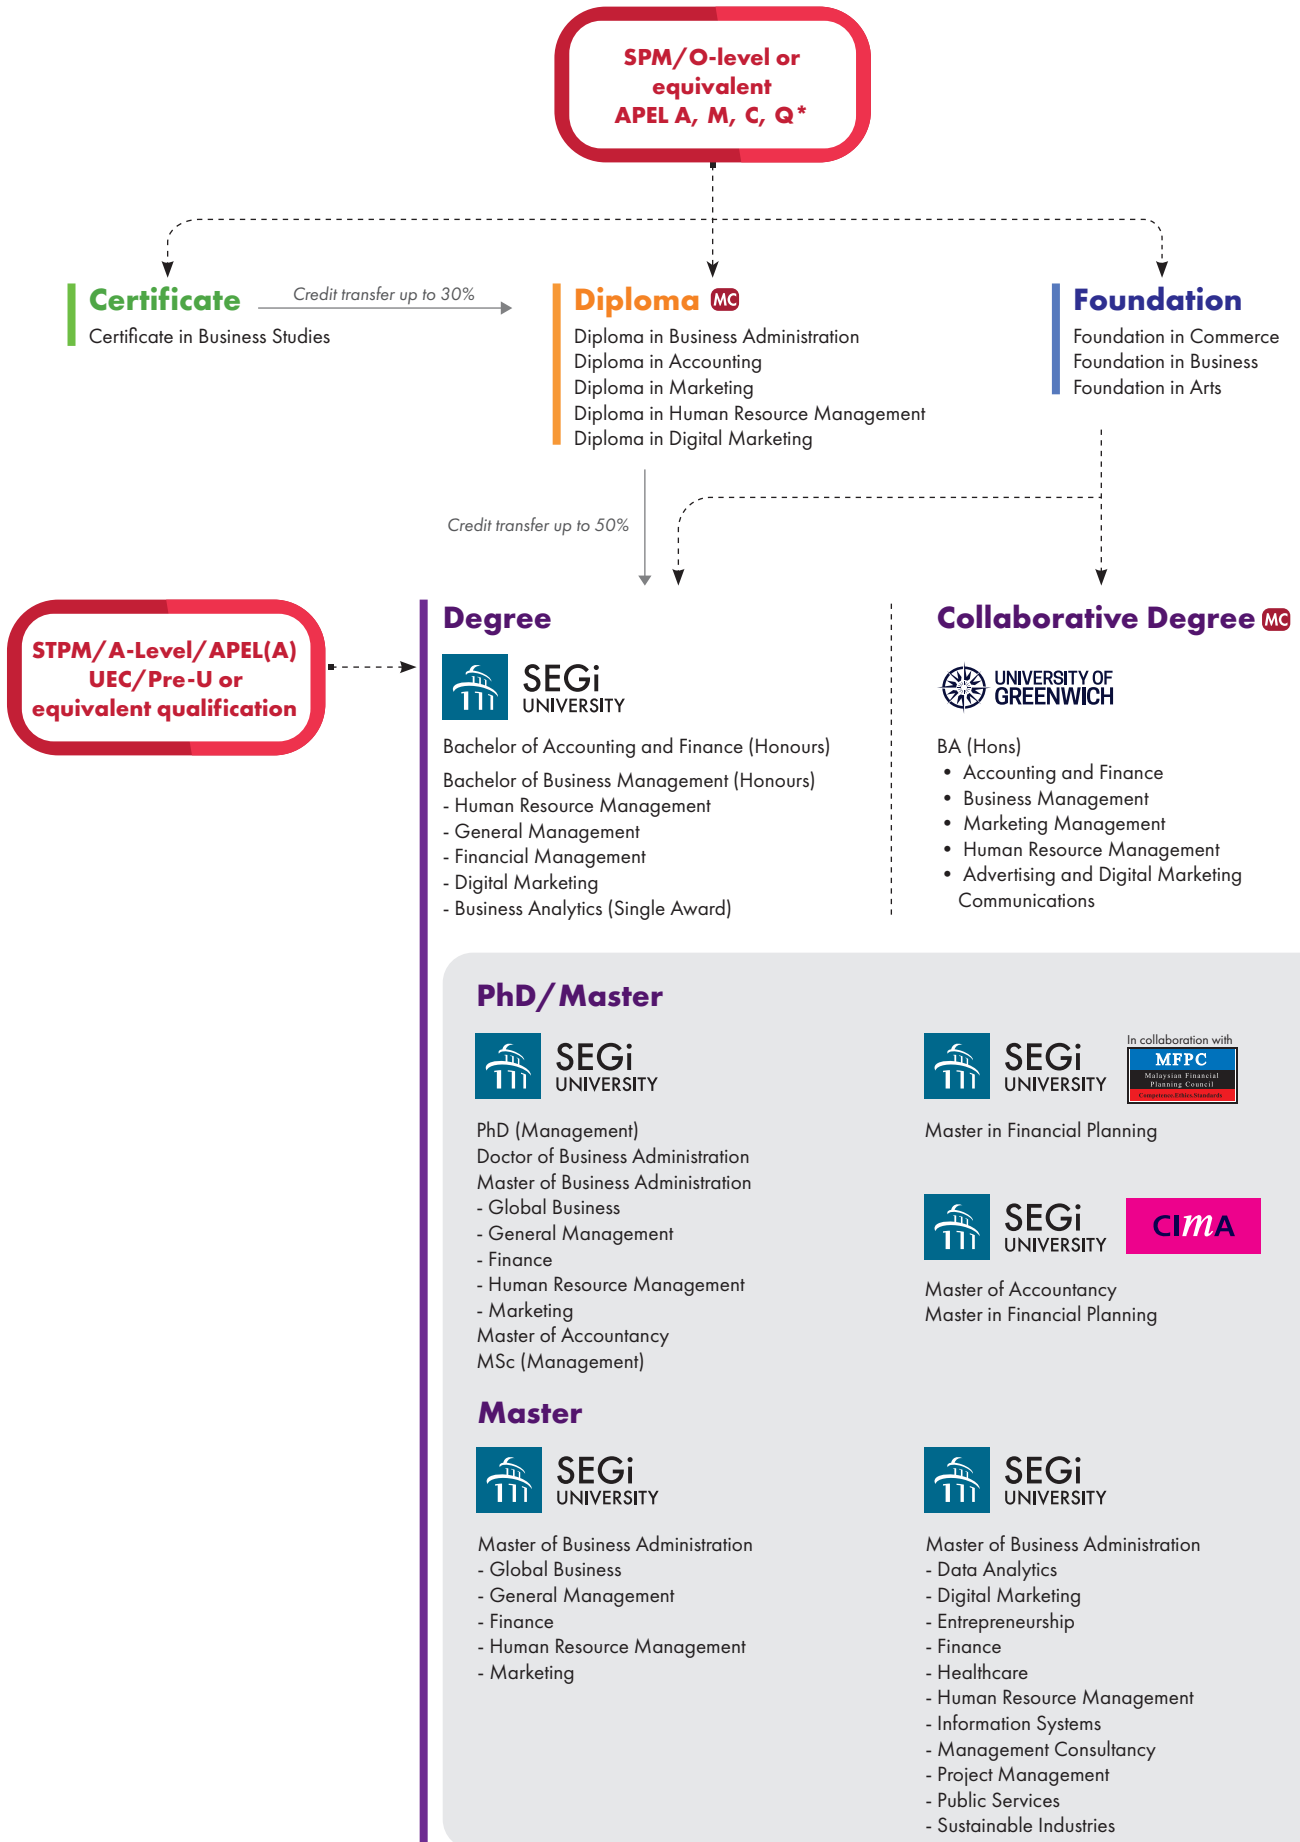 SPM/O-level or
equivalent
APEL A, M, C, Q*
Certificate
Certificate in Business Studies
Credit transfer up to 30%
Diploma MC
Diploma in Business Administration
Diploma in Accounting
Diploma in Marketing
Diploma in Human Resource Management
Diploma in Digital Marketing
Foundation
Foundation in Commerce
Foundation in Business
Foundation in Arts
Credit transfer up to 50%
STPM/A-Level/APEL(A)
UEC/Pre-U or
equivalent qualification
Degree
SEGi
UNIVERSITY
Bachelor of Accounting and Finance (Honours)
Bachelor of Business Management (Honours)
- Human Resource Management
- General Management
- Financial Management
- Digital Marketing
- Business Analytics (Single Award)
Collaborative Degree MC
UNIVERSITY OF
GREENWICH
BA (Hons)
• Accounting and Finance
• Business Management
• Marketing Management
• Human Resource Management
• Advertising and Digital Marketing
Communications
PhD/Master
SEGi
UNIVERSITY
PhD (Management)
Doctor of Business Administration
Master of Business Administration
- Global Business
- General Management
- Finance
- Human Resource Management
- Marketing
Master of Accountancy
MSc (Management)
SEGi
UNIVERSITY
In collaboration with
MFPC
Malaysian Financial
Planning Council
Competence.Ethics.Standards
Master in Financial Planning
SEGi
UNIVERSITY
CIMA
Master of Accountancy
Master in Financial Planning
Master
SEGi
UNIVERSITY
Master of Business Administration
- Global Business
- General Management
- Finance
- Human Resource Management
- Marketing
SEGi
UNIVERSITY
Master of Business Administration
- Data Analytics
- Digital Marketing
- Entrepreneurship
- Finance
- Healthcare
- Human Resource Management
- Information Systems
- Management Consultancy
- Project Management
- Public Services
- Sustainable Industries